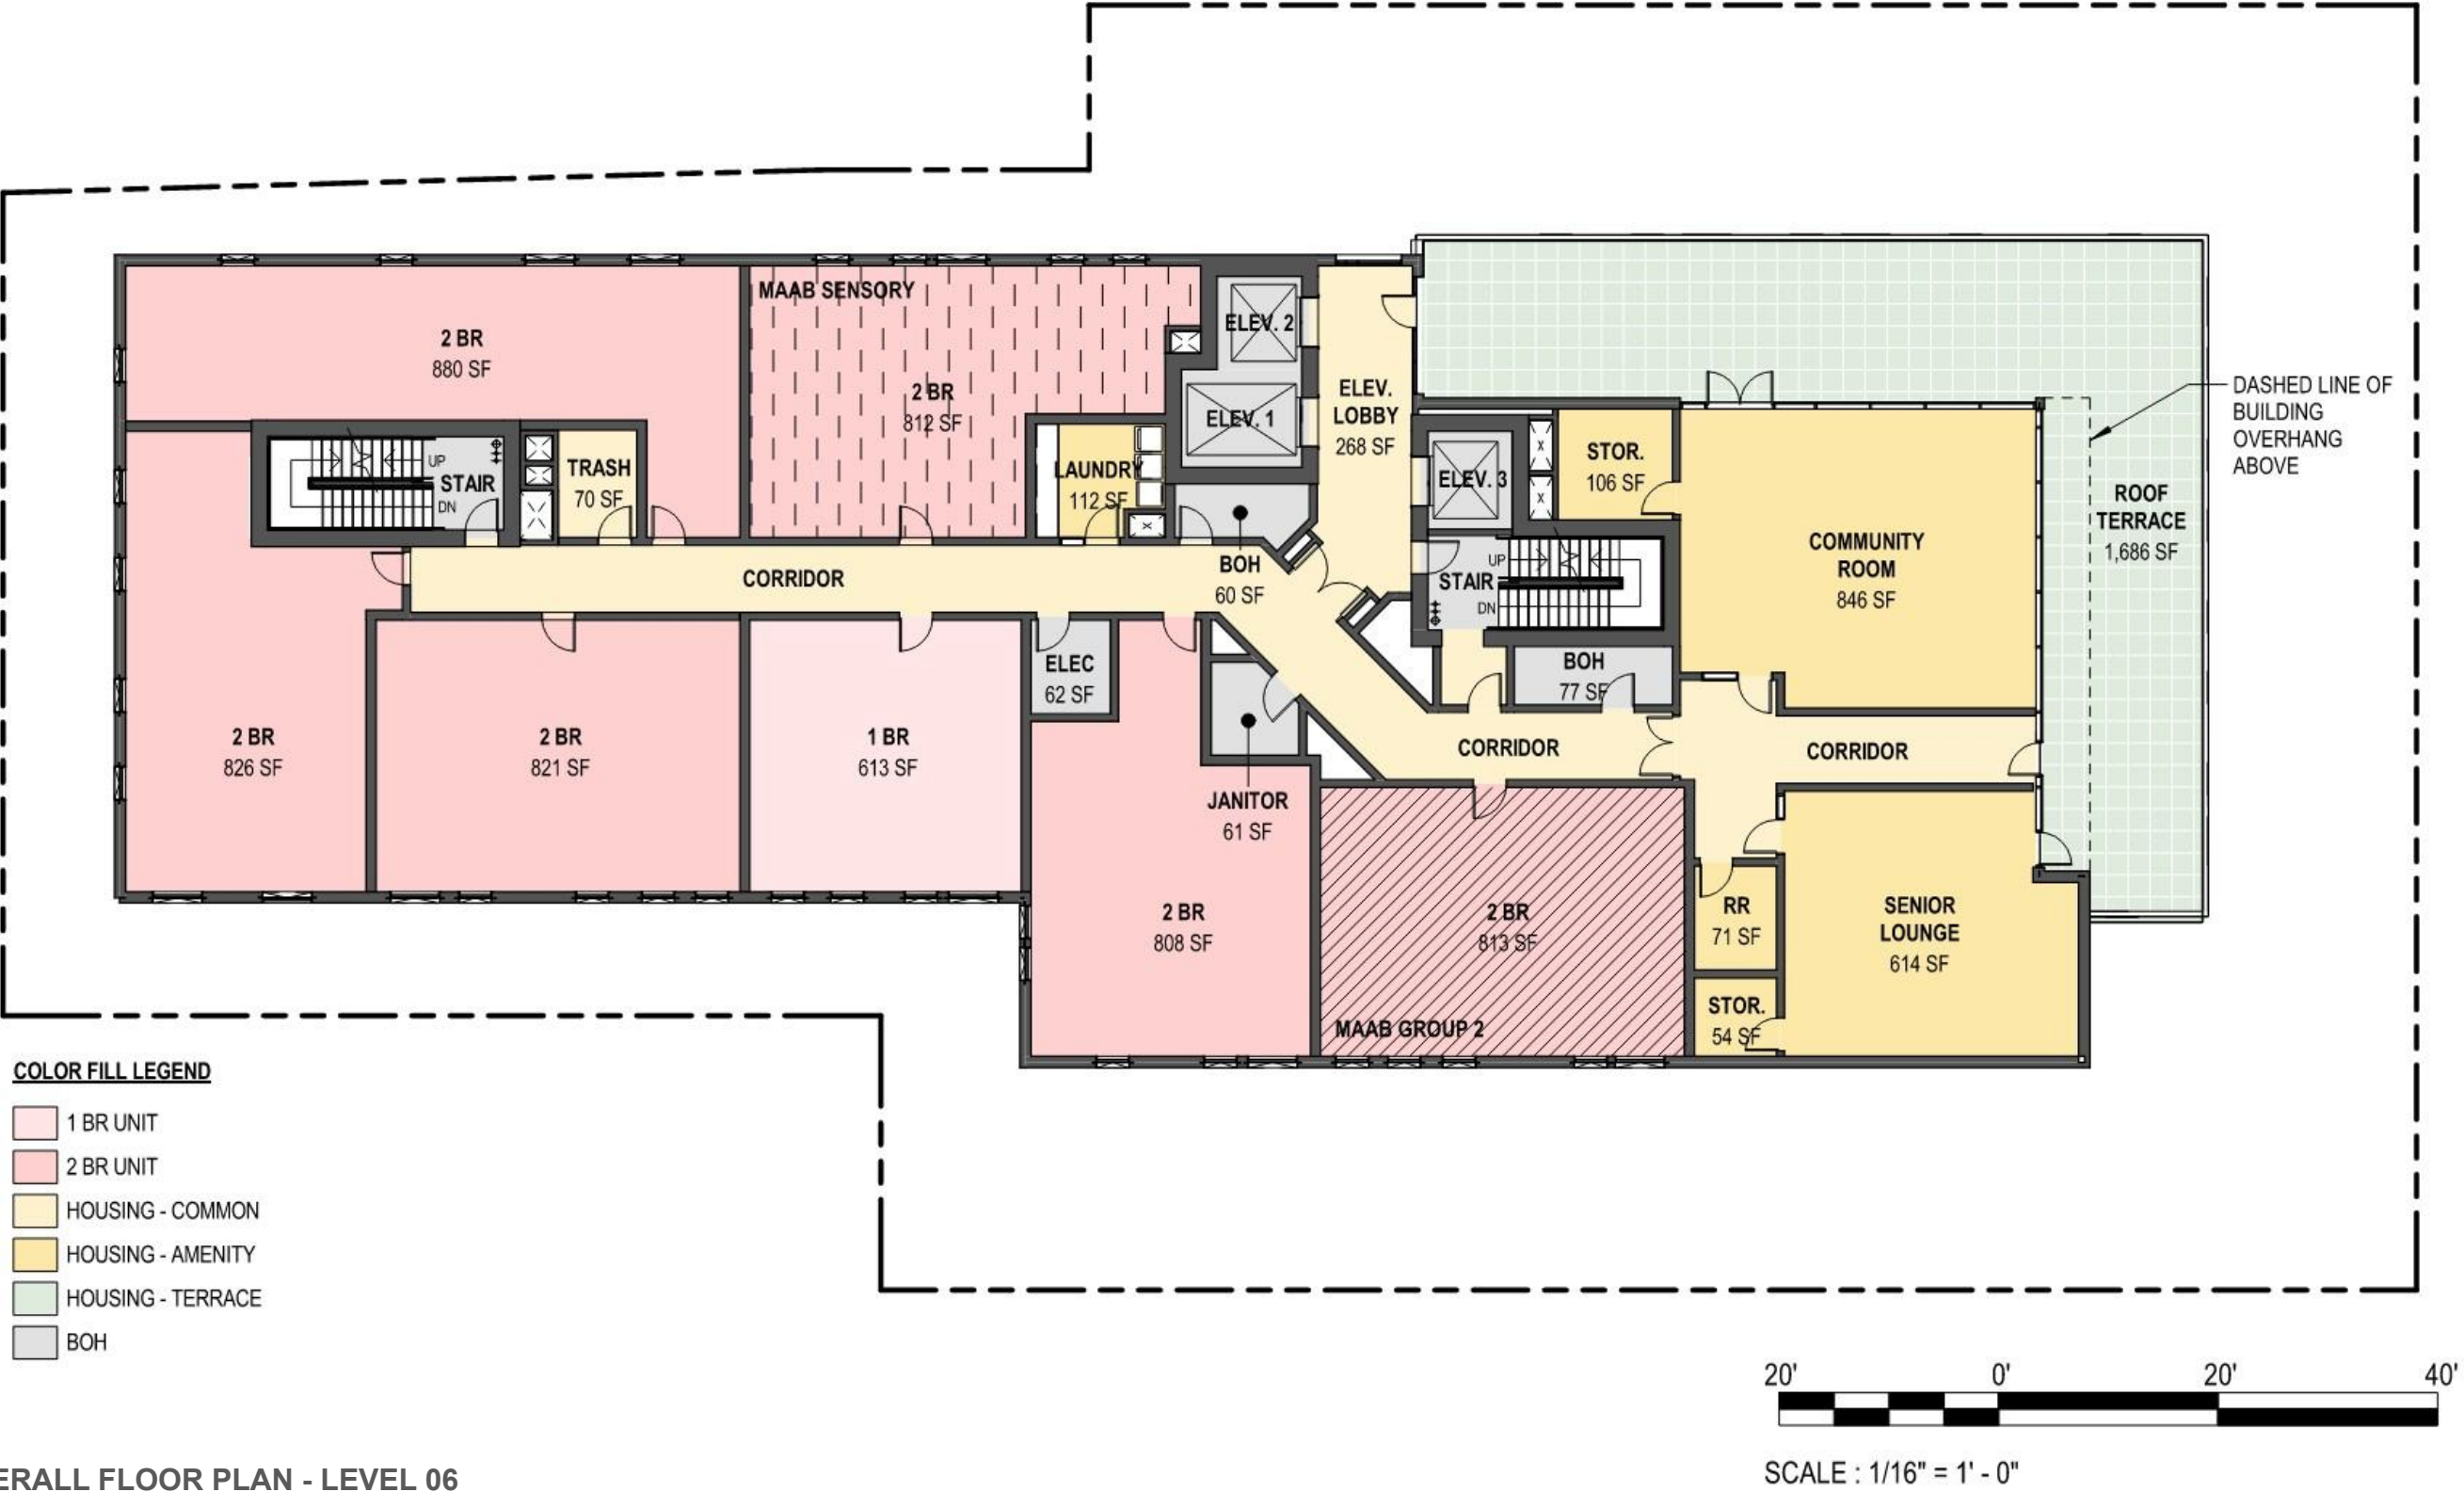 MAAB SENSORY
2 BR
880 SF
2 BR
812 SF
ELEV. 2
ELEV. 1
ELEV.
LOBBY
268 SF
DASHED LINE OF
BUILDING
OVERHANG
ABOVE
UP
STAIR
DN
TRASH
70 SF
LAUNDRY
112 SF
ELEV. 3
STOR.
106 SF
ROOF
TERRACE
1,686 SF
COMMUNITY
ROOM
846 SF
CORRIDOR
BOH
60 SF
UP
STAIR
DN
ELEC
62 SF
BOH
77 SF
2 BR
826 SF
2 BR
821 SF
1 BR
613 SF
CORRIDOR
CORRIDOR
JANITOR
61 SF
2 BR
808 SF
2 BR
813 SF
MAAB GROUP 2
RR
71 SF
SENIOR
LOUNGE
614 SF
STOR.
54 SF
COLOR FILL LEGEND
1 BR UNIT
2 BR UNIT
HOUSING - COMMON
HOUSING - AMENITY
HOUSING - TERRACE
BOH
20' 0' 20' 40'
SCALE : 1/16" = 1' - 0"
ERALL FLOOR PLAN - LEVEL 06